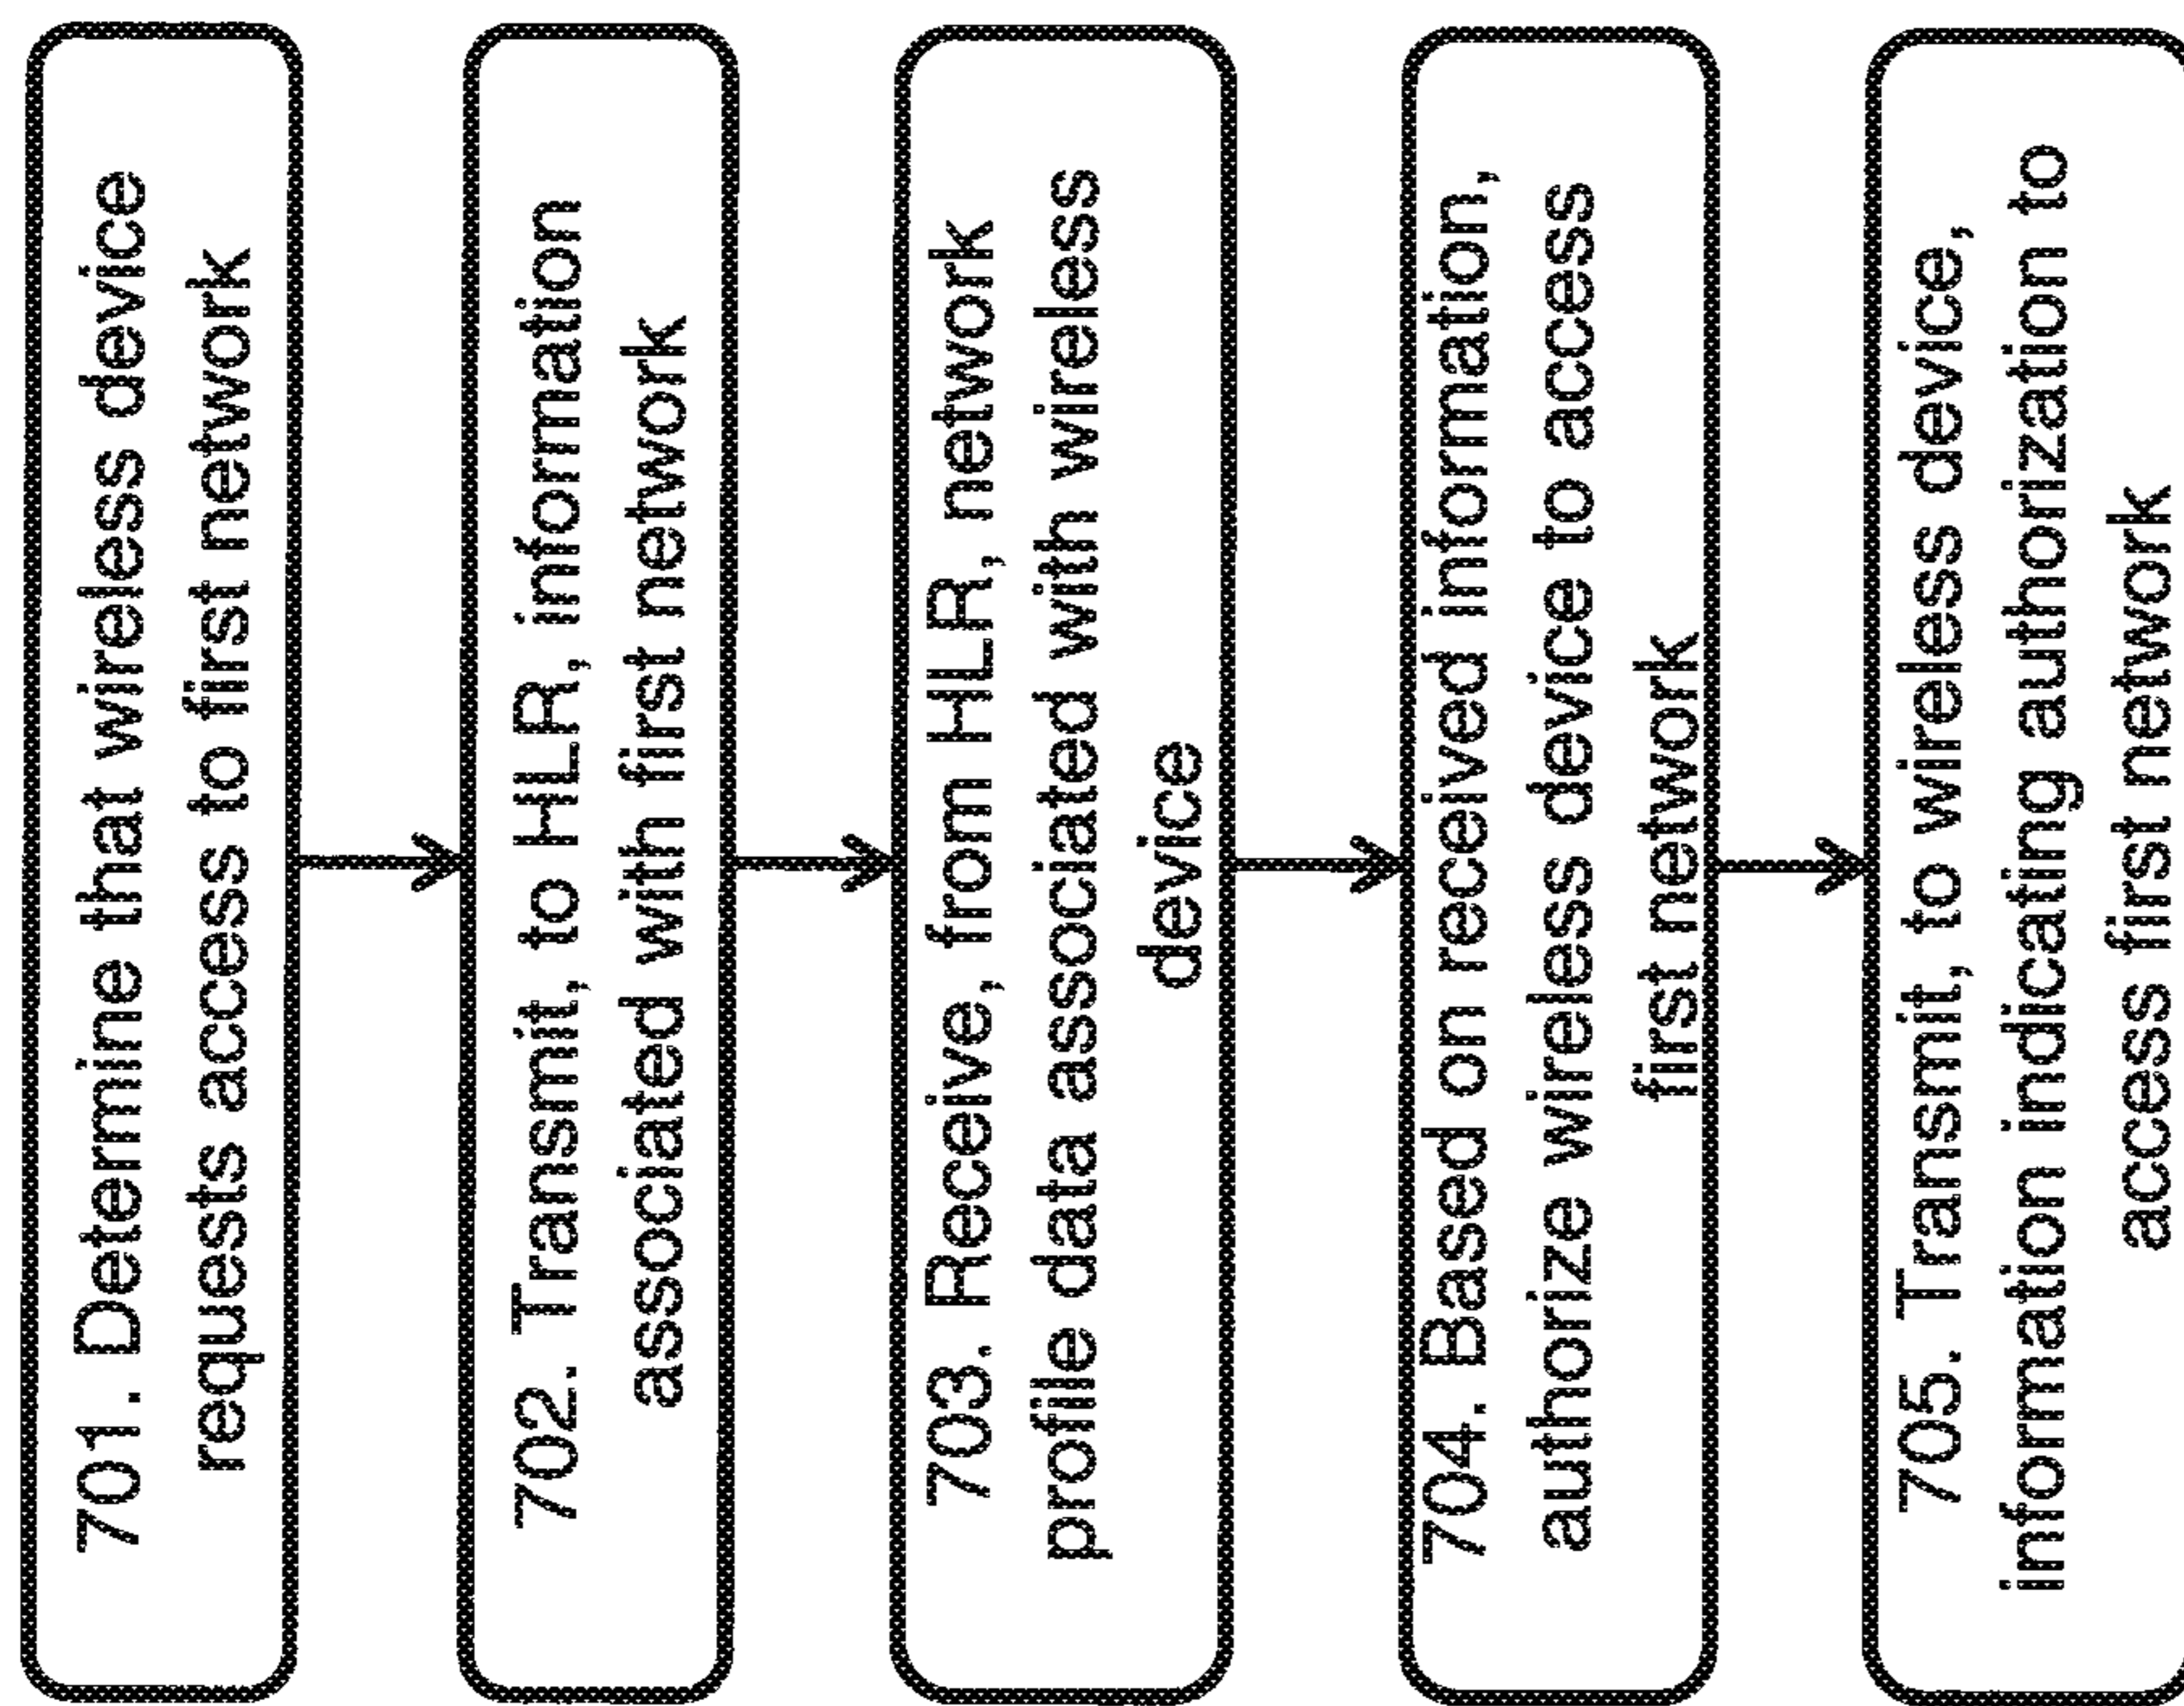 701. Determine that wireless device
requests access to first network
702. Transmit, to HLR, information
associated with first network
703. Receive, from HLR, network
profile data associated with wireless
device
704. Based on received information,
authorize wireless device to access
first network
705. Transmit, to wireless device,
information indicating authorization to
access first network